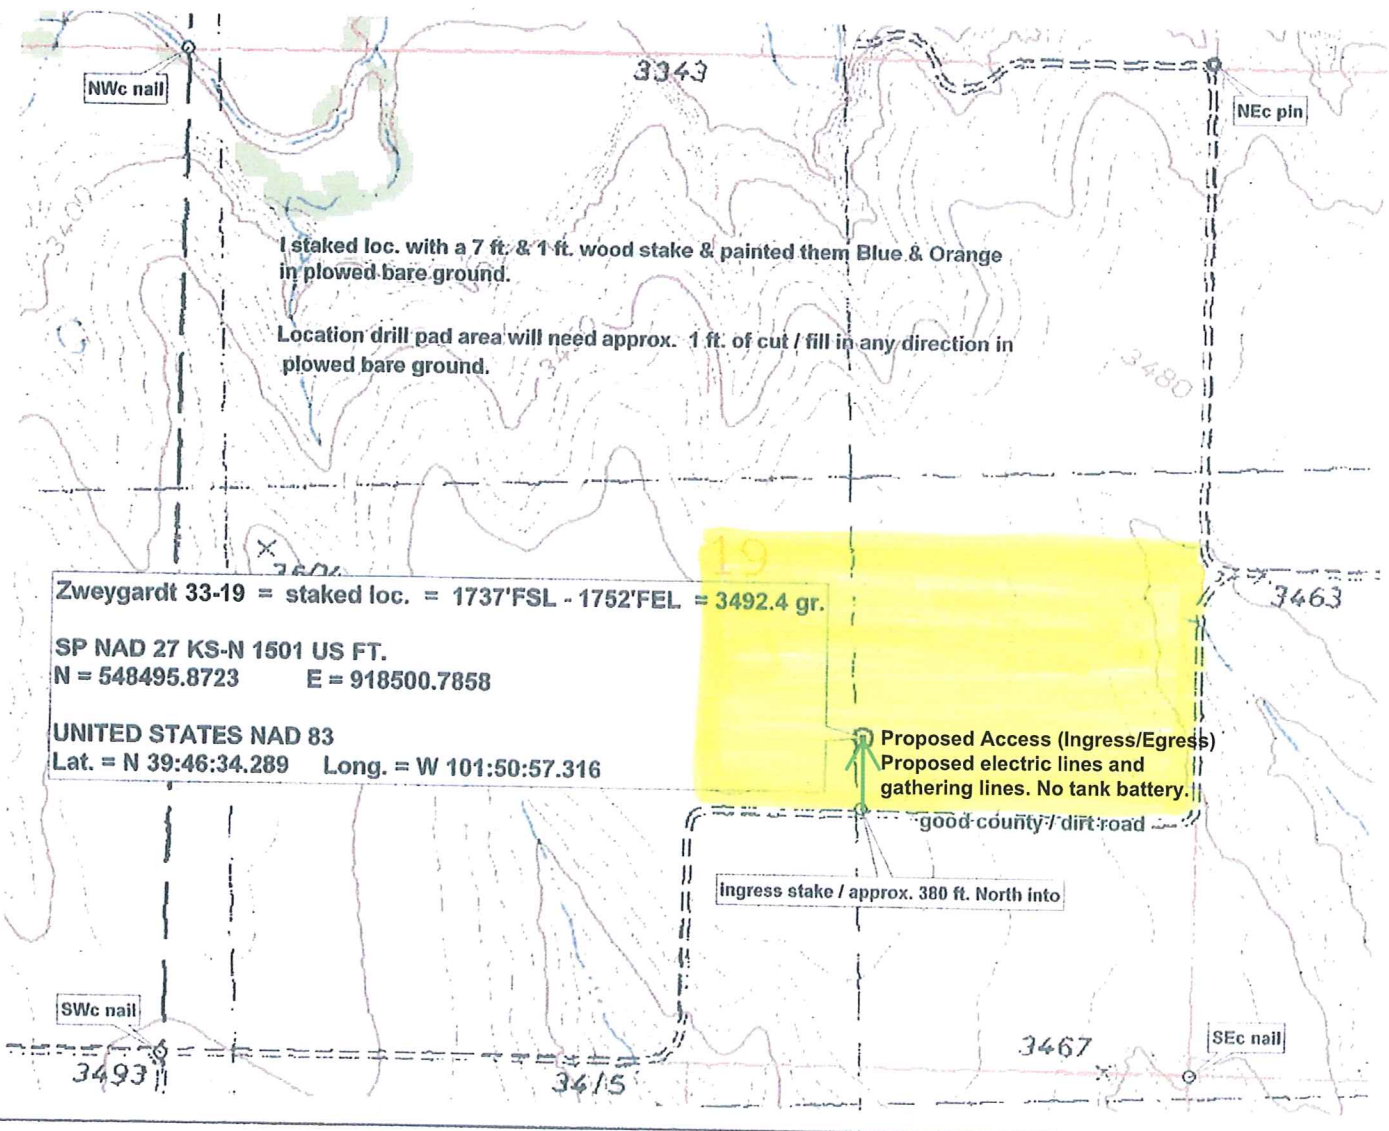 3343
NWc nail
NEc pin
3400
I staked loc. with a 7 ft. & 1 ft. wood stake & painted them Blue & Orange
in plowed bare ground.
Location drill pad area will need approx. 1 ft. of cut / fill in any direction in
plowed bare ground.
3480
19
3463
Zweygardt 33-19 = staked loc. = 1737'FSL - 1752'FEL = 3492.4 gr.
SP NAD 27 KS-N 1501 US FT.
N = 548495.8723 E = 918500.7858
UNITED STATES NAD 83
Lat. = N 39:46:34.289 Long. = W 101:50:57.316
Proposed Access (Ingress/Egress)
Proposed electric lines and
gathering lines. No tank battery.
good county / dirt road
ingress stake / approx. 380 ft. North into
SWc nail
SEc nail
3467
3493
3415